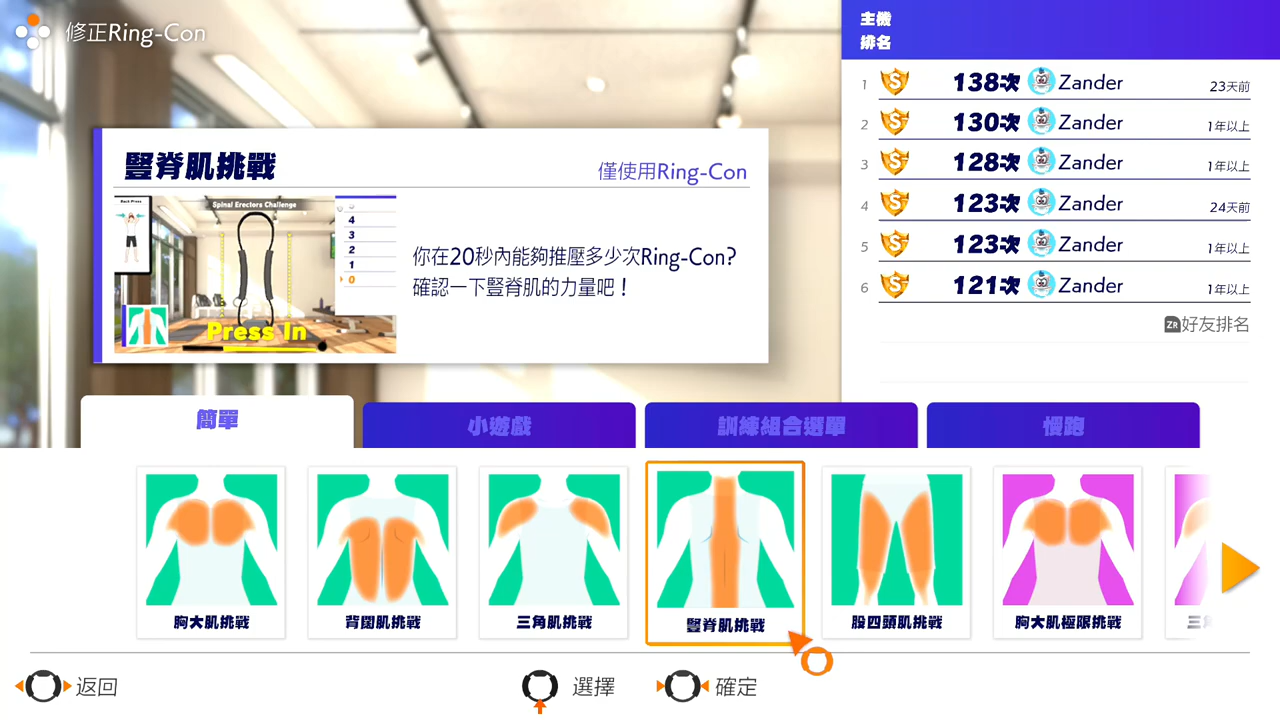 修正Ring-Con
主機
排名
1 S 138次 Zander 23天前
2 S 130次 Zander 1年以上
3 S 128次 Zander 1年以上
4 S 123次 Zander 24天前
5 S 123次 Zander 1年以上
6 S 121次 Zander 1年以上
ZR好友排名
豎脊肌挑戰
僅使用Ring-Con
Back Press
Spinal Erectors Challenge
4
3
2
1
0
Press In
你在20秒內能夠推壓多少次Ring-Con?
確認一下豎脊肌的力量吧！
簡單
小遊戲
訓練組合選單
慢跑
胸大肌挑戰
背闊肌挑戰
三角肌挑戰
豎脊肌挑戰
股四頭肌挑戰
胸大肌極限挑戰
三角
返回
選擇
確定